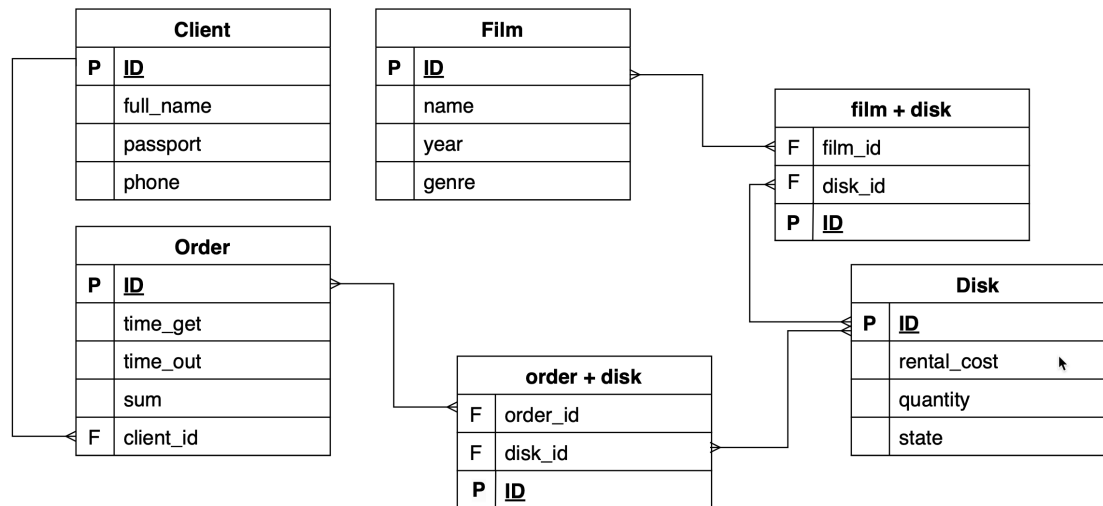 Client
P ID
full_name
passport
phone
Film
P ID
name
year
genre
film + disk
F film_id
F disk_id
P ID
Order
P ID
time_get
time_out
sum
F client_id
order + disk
F order_id
F disk_id
P ID
Disk
P ID
rental_cost
quantity
state